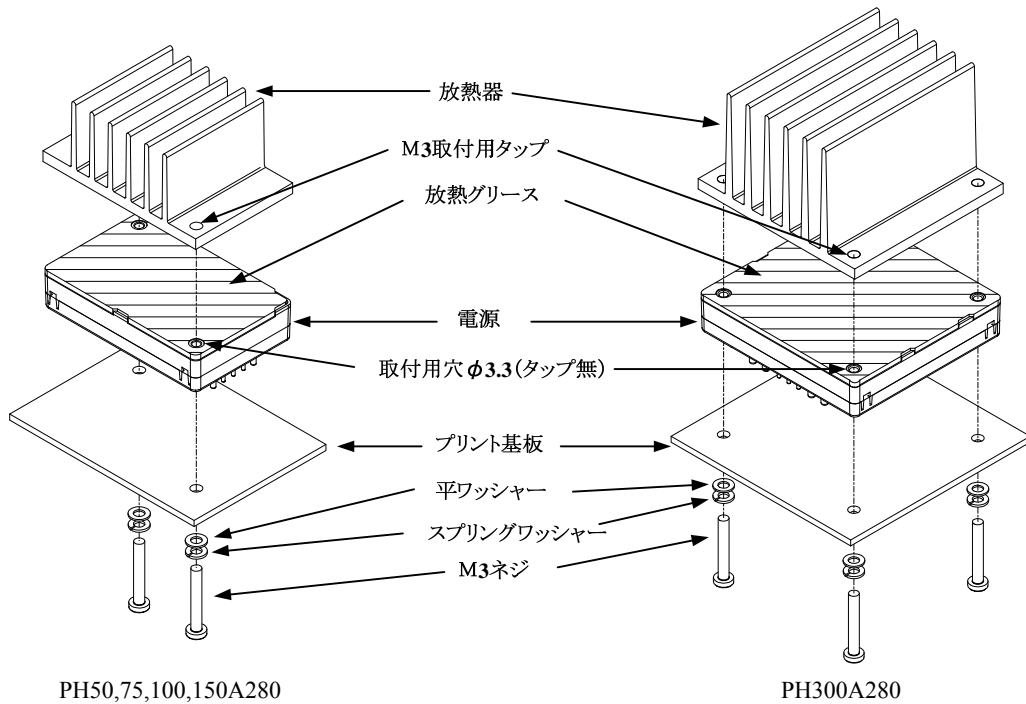 放熱器
M3取付用タップ
放熱グリース
電源
取付用穴φ3.3(タップ無)
プリント基板
平ワッシャー
スプリングワッシャー
M3ネジ
PH50,75,100,150A280
PH300A280